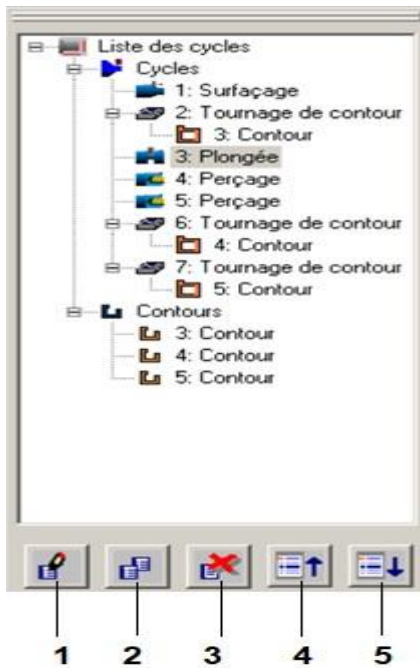 Liste des cycles
Cycles
1: Surfaçage
2: Tournage de contour
3: Contour
3: Plongée
4: Perçage
5: Perçage
6: Tournage de contour
4: Contour
7: Tournage de contour
5: Contour
Contours
3: Contour
4: Contour
5: Contour
1 2 3 4 5